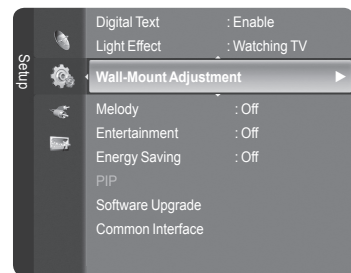 Setup
Digital Text : Enable
Light Effect : Watching TV
Wall-Mount Adjustment
Melody : Off
Entertainment : Off
Energy Saving : Off
PIP
Software Upgrade
Common Interface